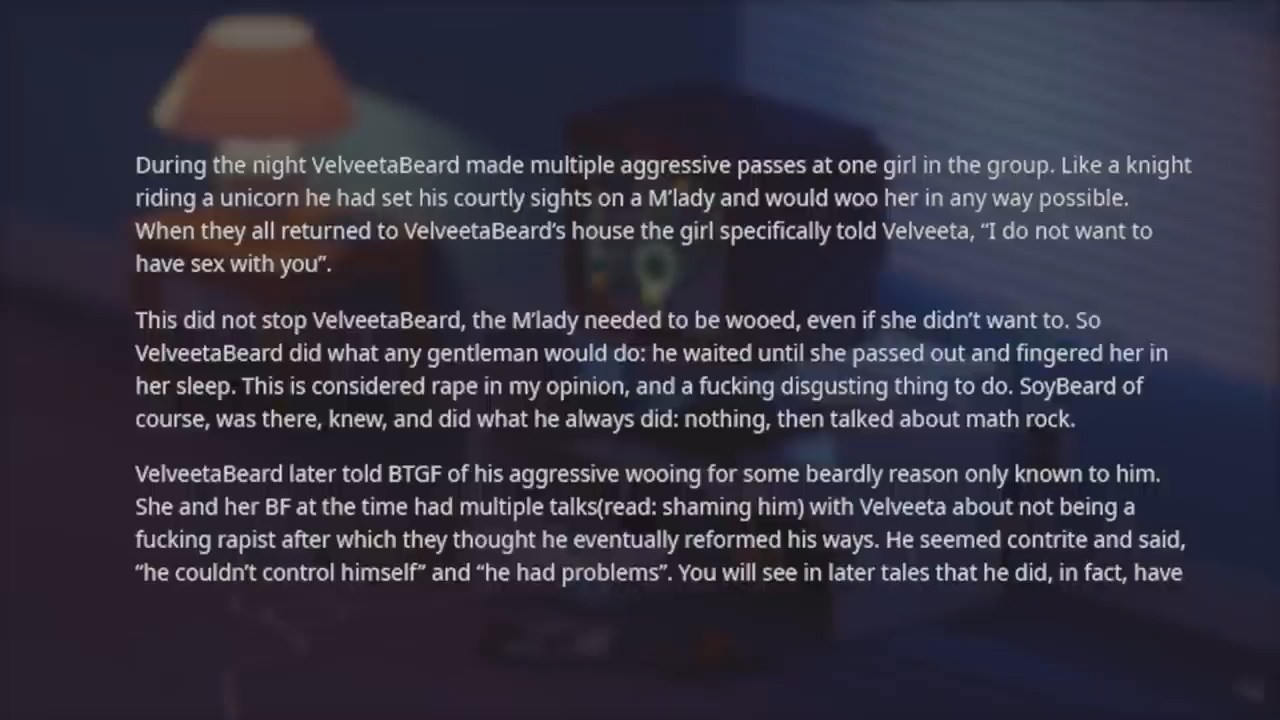 During the night VelveetaBeard made multiple aggressive passes at one girl in the group. Like a knight
riding a unicorn he had set his courtly sights on a M’lady and would woo her in any way possible.
When they all returned to VelveetaBeard’s house the girl specifically told Velveeta, “I do not want to
have sex with you”.
This did not stop VelveetaBeard, the M’lady needed to be wooed, even if she didn’t want to. So
VelveetaBeard did what any gentleman would do: he waited until she passed out and fingered her in
her sleep. This is considered rape in my opinion, and a fucking disgusting thing to do. SoyBeard of
course, was there, knew, and did what he always did: nothing, then talked about math rock.
VelveetaBeard later told BTGF of his aggressive wooing for some beardly reason only known to him.
She and her BF at the time had multiple talks(read: shaming him) with Velveeta about not being a
fucking rapist after which they thought he eventually reformed his ways. He seemed contrite and said,
“he couldn’t control himself” and “he had problems”. You will see in later tales that he did, in fact, have